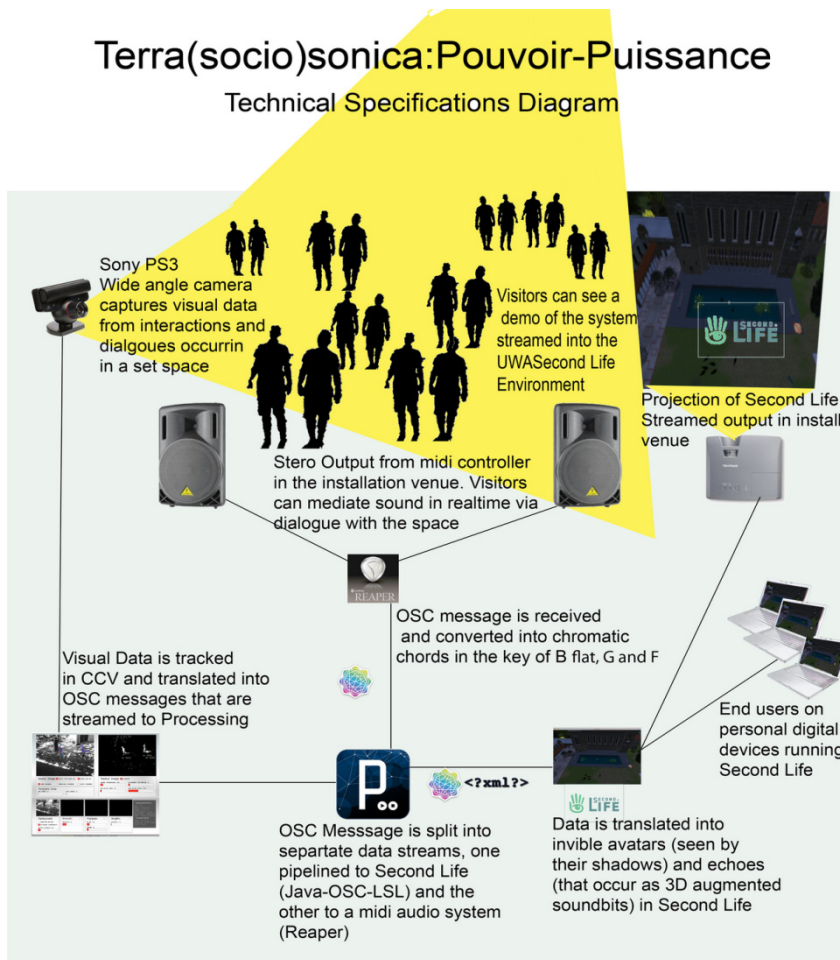 Terra(socio)sonica:Pouvoir-Puissance
Technical Specifications Diagram
Sony PS3
Wide angle camera
captures visual data
from interactions and
dialgoues occurrin
in a set space
Visitors can see a
demo of the system
streamed into the
UWASecond Life
Environment
SECOND
LIFE
Projection of Second Life
Streamed output in install
venue
Stero Output from midi controller
in the installation venue. Visitors
can mediate sound in realtime via
dialogue with the space
REAPER
OSC message is received
and converted into chromatic
chords in the key of B flat, G and F
Visual Data is tracked
in CCV and translated into
OSC messages that are
streamed to Processing
End users on
personal digital
devices running
Second Life
P
<?xml?>
SECOND
LIFE
OSC Messsage is split into
separtate data streams, one
pipelined to Second Life
(Java-OSC-LSL) and the
other to a midi audio system
(Reaper)
Data is translated into
invible avatars (seen by
their shadows) and echoes
(that occur as 3D augmented
soundbits) in Second Life